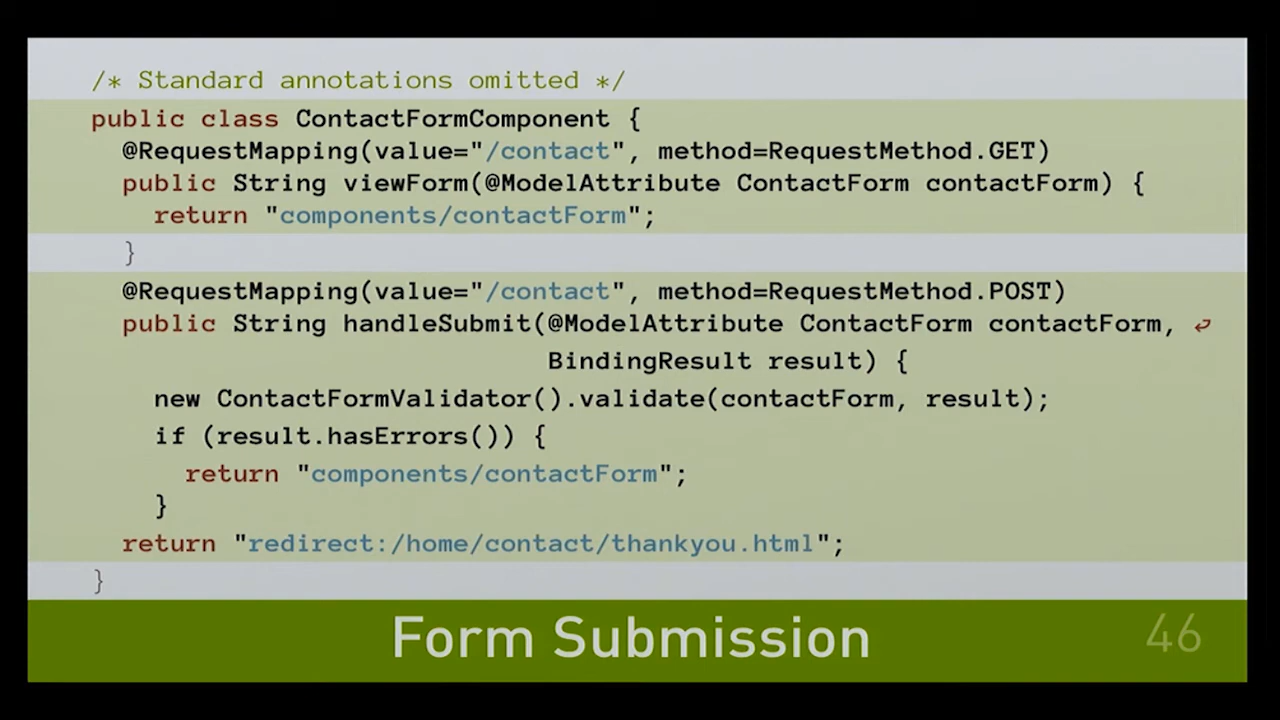 /* Standard annotations omitted */
public class ContactFormComponent {
@RequestMapping(value="/contact", method=RequestMethod.GET)
public String viewForm(@ModelAttribute ContactForm contactForm) {
return "components/contactForm";
}
@RequestMapping(value="/contact", method=RequestMethod.POST)
public String handleSubmit(@ModelAttribute ContactForm contactForm, ↩
BindingResult result) {
new ContactFormValidator().validate(contactForm, result);
if (result.hasErrors()) {
return "components/contactForm";
}
return "redirect:/home/contact/thankyou.html";
}
Form Submission
46